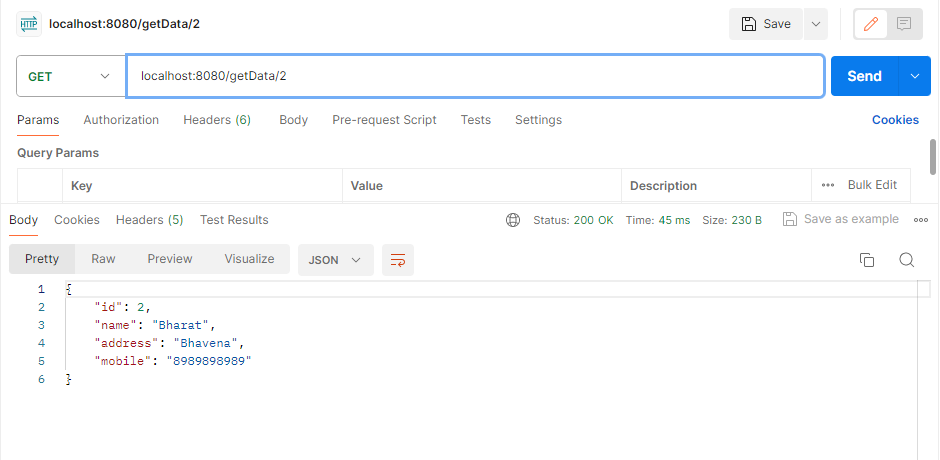 HTTP localhost:8080/getData/2 Save
GET localhost:8080/getData/2 Send
Params Authorization Headers (6) Body Pre-request Script Tests Settings Cookies
Query Params
Key Value Description Bulk Edit
Body Cookies Headers (5) Test Results Status: 200 OK Time: 45 ms Size: 230 B Save as example
Pretty Raw Preview Visualize JSON
1 {
2 "id": 2,
3 "name": "Bharat",
4 "address": "Bhavena",
5 "mobile": "8989898989"
6 }